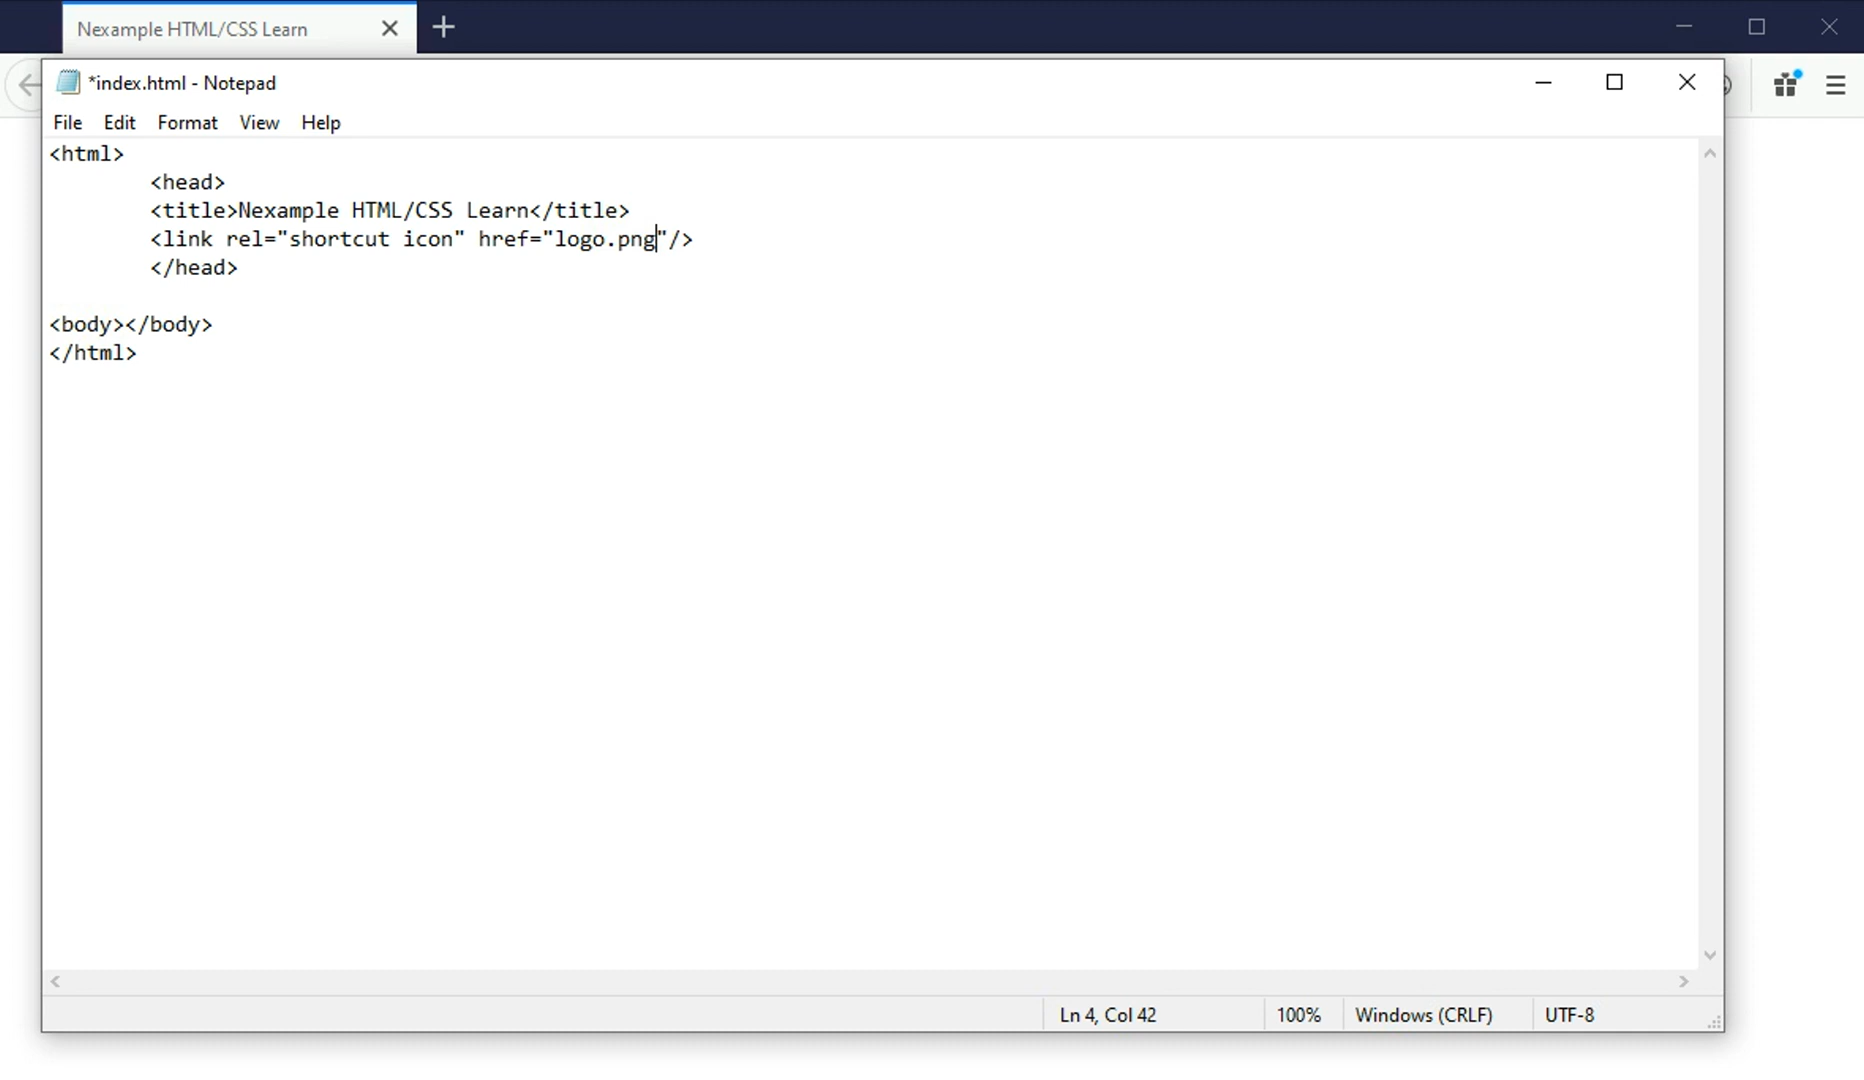 Nexample HTML/CSS Learn
*index.html - Notepad
File Edit Format View Help
<html>
<head>
<title>Nexample HTML/CSS Learn</title>
<link rel="shortcut icon" href="logo.png"/>
</head>
<body></body>
</html>
Ln 4, Col 42 100% Windows (CRLF) UTF-8